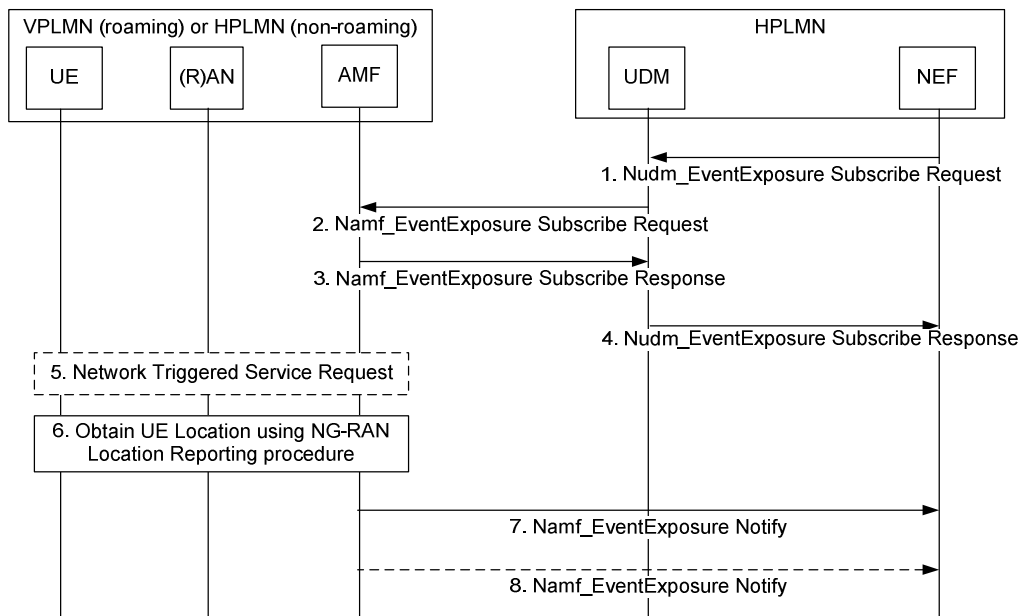 VPLMN (roaming) or HPLMN (non-roaming)
HPLMN
UE
(R)AN
AMF
UDM
NEF
1. Nudm_EventExposure Subscribe Request
2. Namf_EventExposure Subscribe Request
3. Namf_EventExposure Subscribe Response
4. Nudm_EventExposure Subscribe Response
5. Network Triggered Service Request
6. Obtain UE Location using NG-RAN
Location Reporting procedure
7. Namf_EventExposure Notify
8. Namf_EventExposure Notify